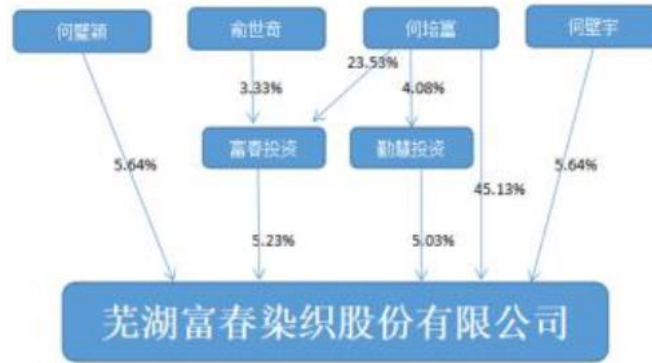 何璧颖
俞世奇
何培富
何壁宇
23.53%
3.33%
4.08%
富春投资
勤慧投资
5.64%
5.64%
45.13%
5.23%
5.03%
芜湖富春染织股份有限公司